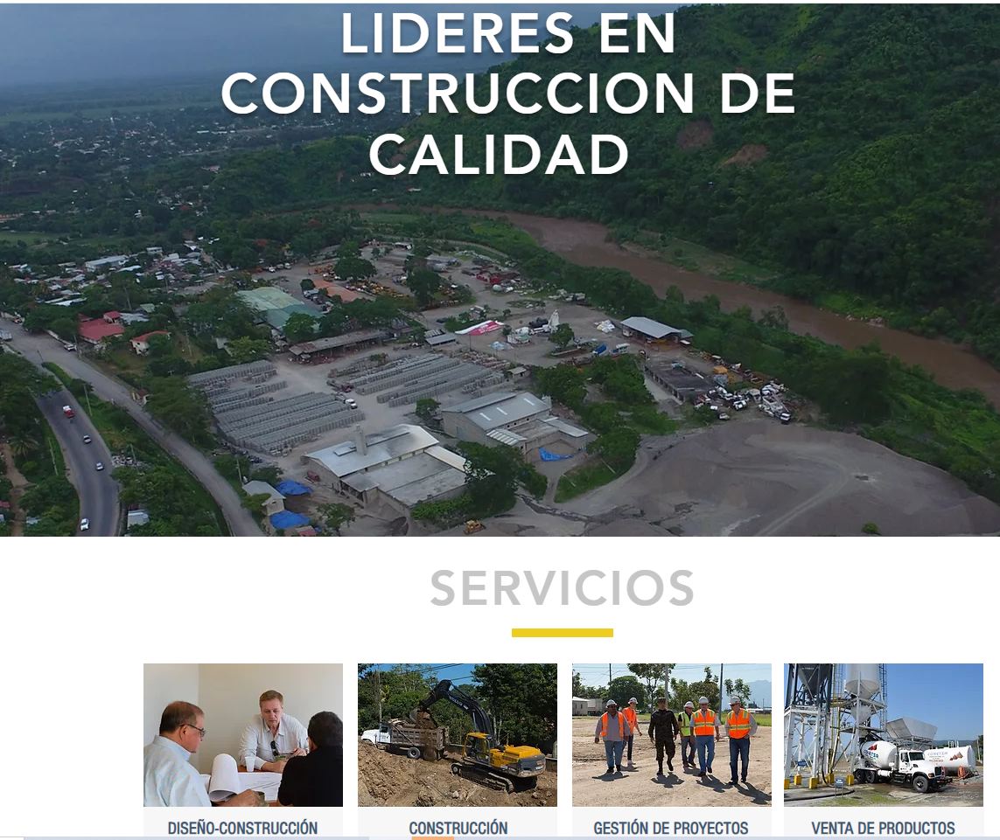 LIDERES EN
CONSTRUCCION DE
CALIDAD
SERVICIOS
DISEÑO-CONSTRUCCIÓN
CONSTRUCCIÓN
GESTIÓN DE PROYECTOS
VENTA DE PRODUCTOS